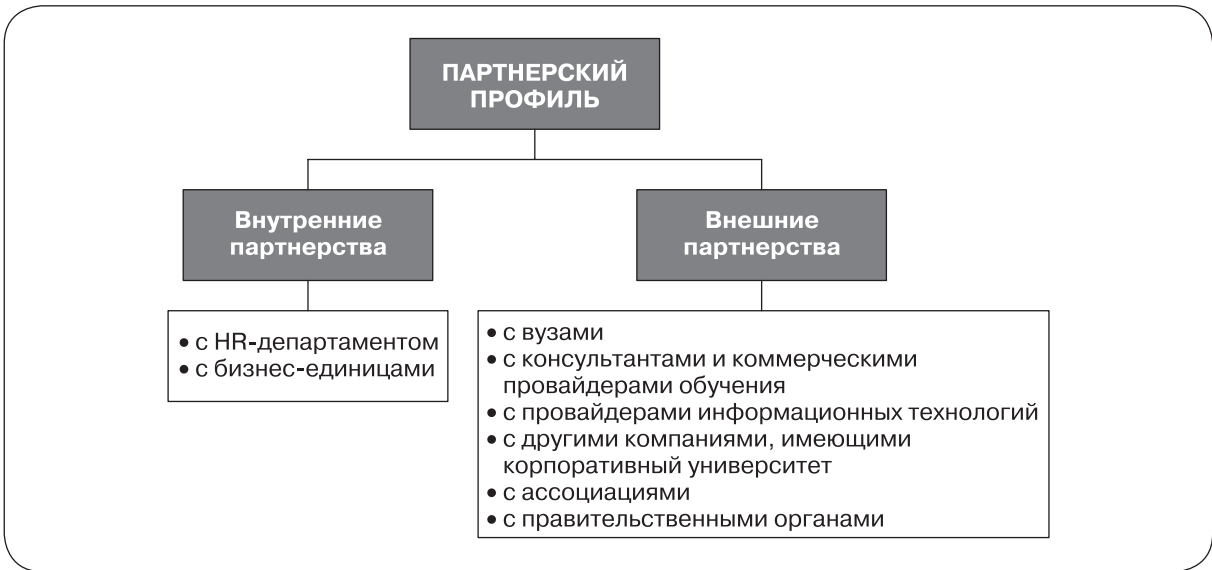 ПАРТНЕРСКИЙ
ПРОФИЛЬ
Внутренние
партнерства
Внешние
партнерства
• с HR-департаментом
• с бизнес-единицами
• с вузами
• с консультантами и коммерческими
провайдерами обучения
• с провайдерами информационных технологий
• с другими компаниями, имеющими
корпоративный университет
• с ассоциациями
• с правительственными органами